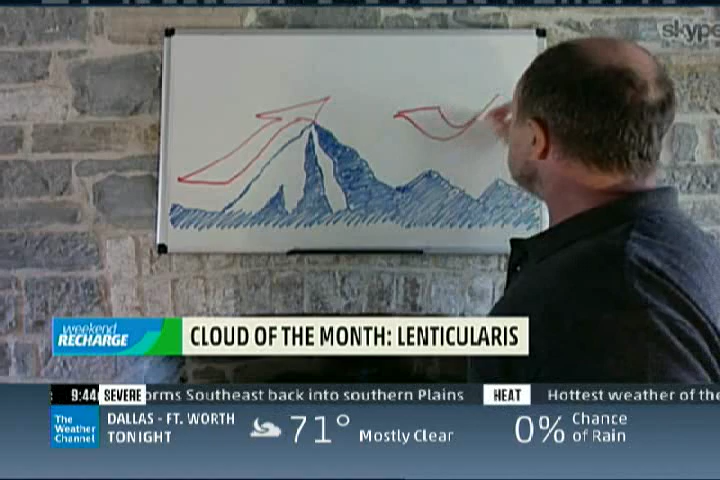 skype
weekend
RECHARGE
CLOUD OF THE MONTH: LENTICULARIS
9:44
SEVERE
orms Southeast back into southern Plains
HEAT
Hottest weather of the
The
Weather
Channel
DALLAS - FT. WORTH
TONIGHT
71°
Mostly Clear
0%
Chance
of Rain